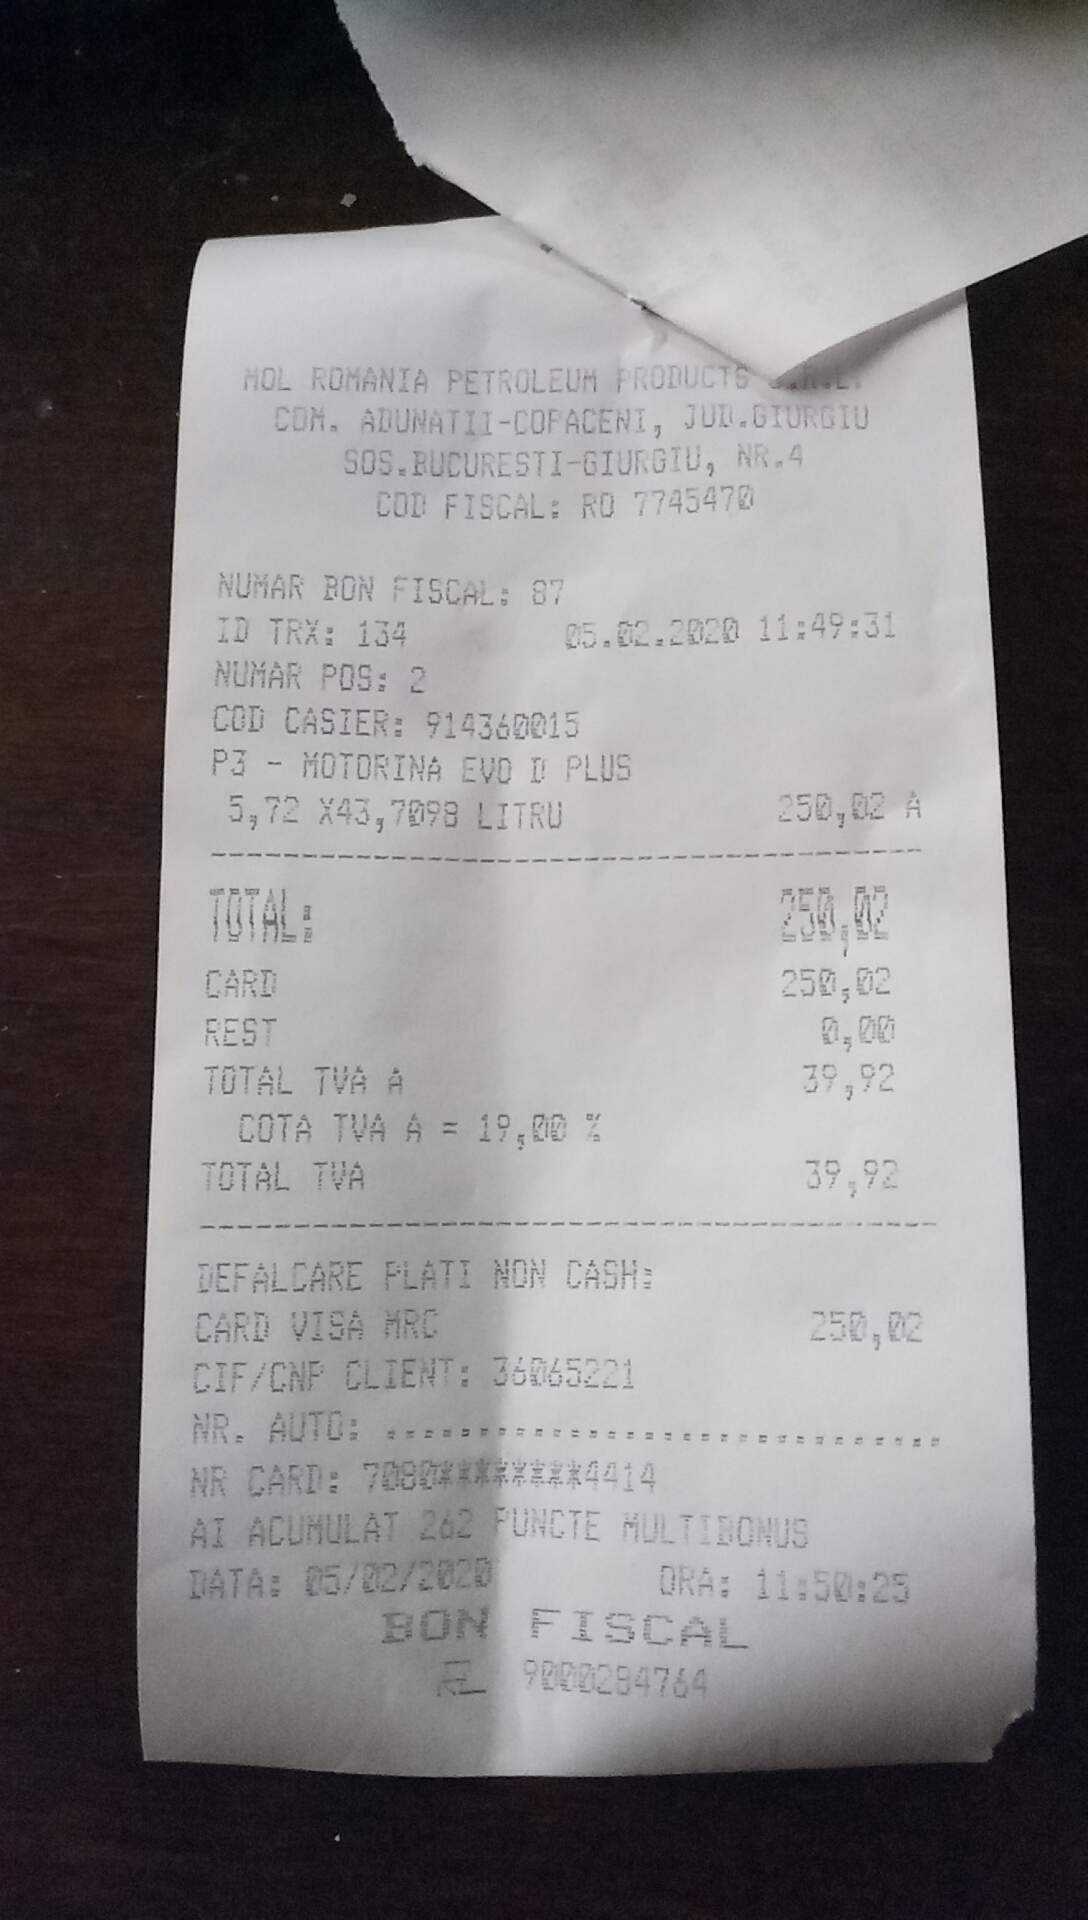 MOL ROMANIA PETROLEUM PRODUCTS S.R.L.
COM. ADUNATII-COPACENI, JUD.GIURGIU
SOS.BUCURESTI-GIURGIU, NR.4
COD FISCAL: RO 7745470
NUMAR BON FISCAL: 87
ID TRX: 134 05.02.2020 11:49:31
NUMAR POS: 2
COD CASIER: 914360015
P3 - MOTORINA EVO D PLUS
5,72 X43,7098 LITRU 250,02 A
TOTAL: 250,02
CARD 250,02
REST 0,00
TOTAL TVA A 39,92
COTA TVA A = 19,00 %
TOTAL TVA 39,92
DEFALCARE PLATI NON CASH:
CARD VISA MRC 250,02
CIF/CNP CLIENT: 36065221
NR. AUTO: ................................
NR CARD: 7080********4414
AI ACUMULAT 262 PUNCTE MULTIBONUS
DATA: 05/02/2020 ORA: 11:50:25
BON FISCAL
9000284764